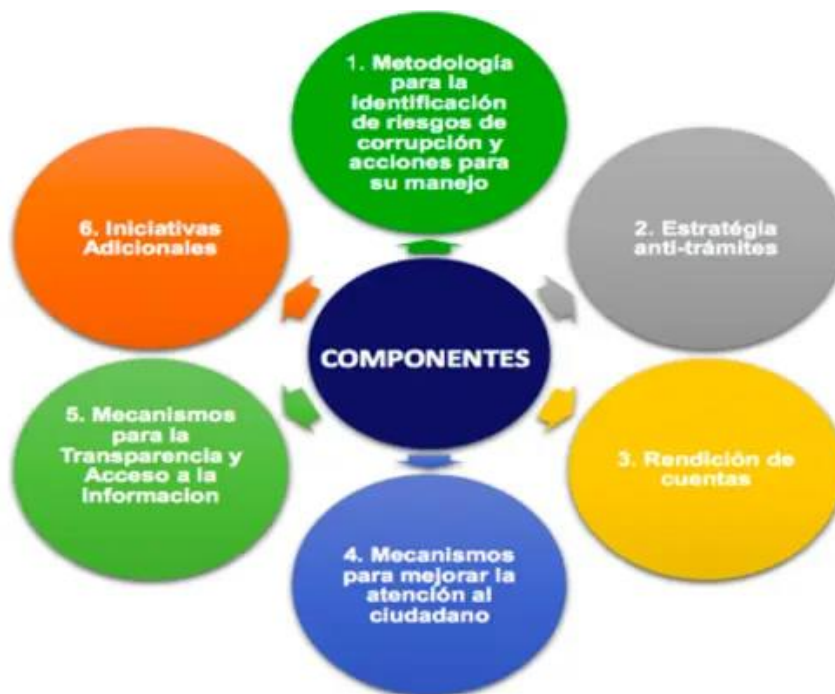 1. Metodología
para la
identificación
de riesgos de
corrupción y
acciones para
su manejo
2. Estratégia
anti-trámites
3. Rendición de
cuentas
4. Mecanismos
para mejorar la
atención al
ciudadano
5. Mecanismos
para la
Transparencia y
Acceso a la
Informacion
6. Iniciativas
Adicionales
COMPONENTES